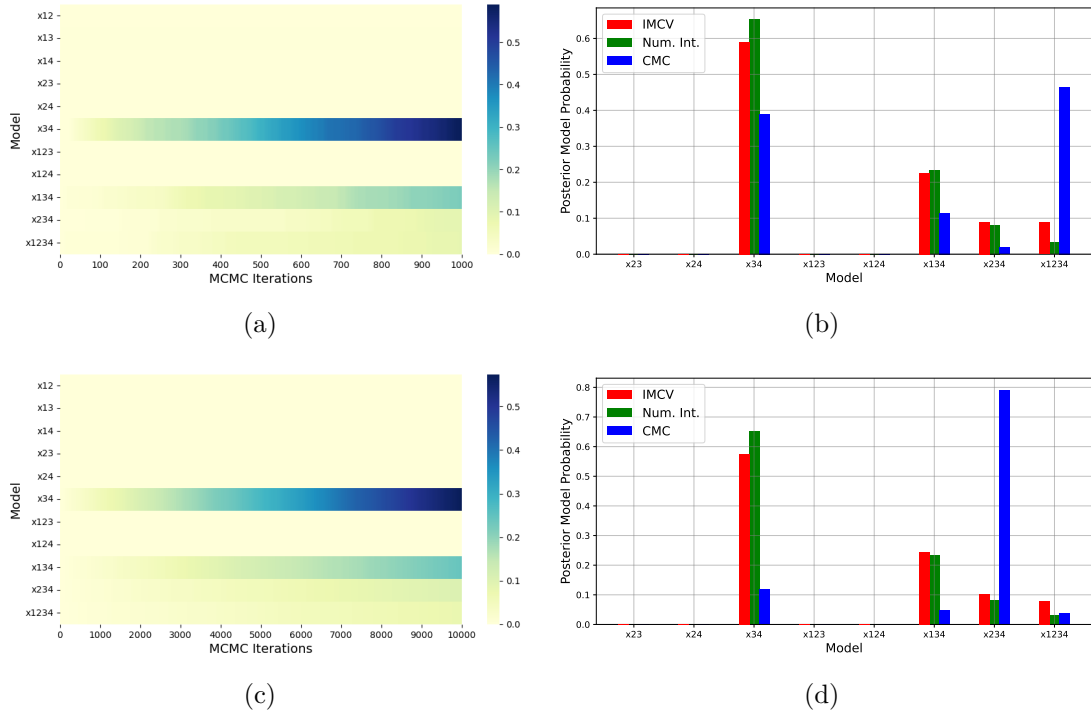 x12
x13
x14
x23
x24
x34
x123
x124
x134
x234
x1234
Model
0 100 200 300 400 500 600 700 800 900 1000
MCMC Iterations
0.5
0.4
0.3
0.2
0.1
0.0
(a)
0.6
0.5
0.4
0.3
0.2
0.1
0.0
Posterior Model Probability
IMCV
Num. Int.
CMC
x23 x24 x34 x123 x124 x134 x234 x1234
Model
(b)
x12
x13
x14
x23
x24
x34
x123
x124
x134
x234
x1234
Model
0 1000 2000 3000 4000 5000 6000 7000 8000 9000 10000
MCMC Iterations
0.5
0.4
0.3
0.2
0.1
0.0
(c)
0.8
0.7
0.6
0.5
0.4
0.3
0.2
0.1
0.0
Posterior Model Probability
IMCV
Num. Int.
CMC
x23 x24 x34 x123 x124 x134 x234 x1234
Model
(d)